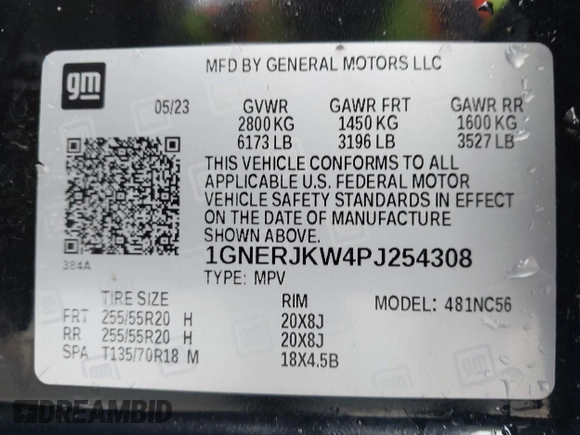 gm
MFD BY GENERAL MOTORS LLC
05/23 GVWR GAWR FRT GAWR RR
2800 KG 1450 KG 1600 KG
6173 LB 3196 LB 3527 LB
THIS VEHICLE CONFORMS TO ALL
APPLICABLE U.S. FEDERAL MOTOR
VEHICLE SAFETY STANDARDS IN EFFECT
ON THE DATE OF MANUFACTURE
SHOWN ABOVE.
384A
1GNERJKW4PJ254308
TYPE: MPV
TIRE SIZE RIM MODEL: 481NC56
FRT 255/55R20 H 20X8J
RR 255/55R20 H 20X8J
SPA T135/70R18 M 18X4.5B
DREAMBID